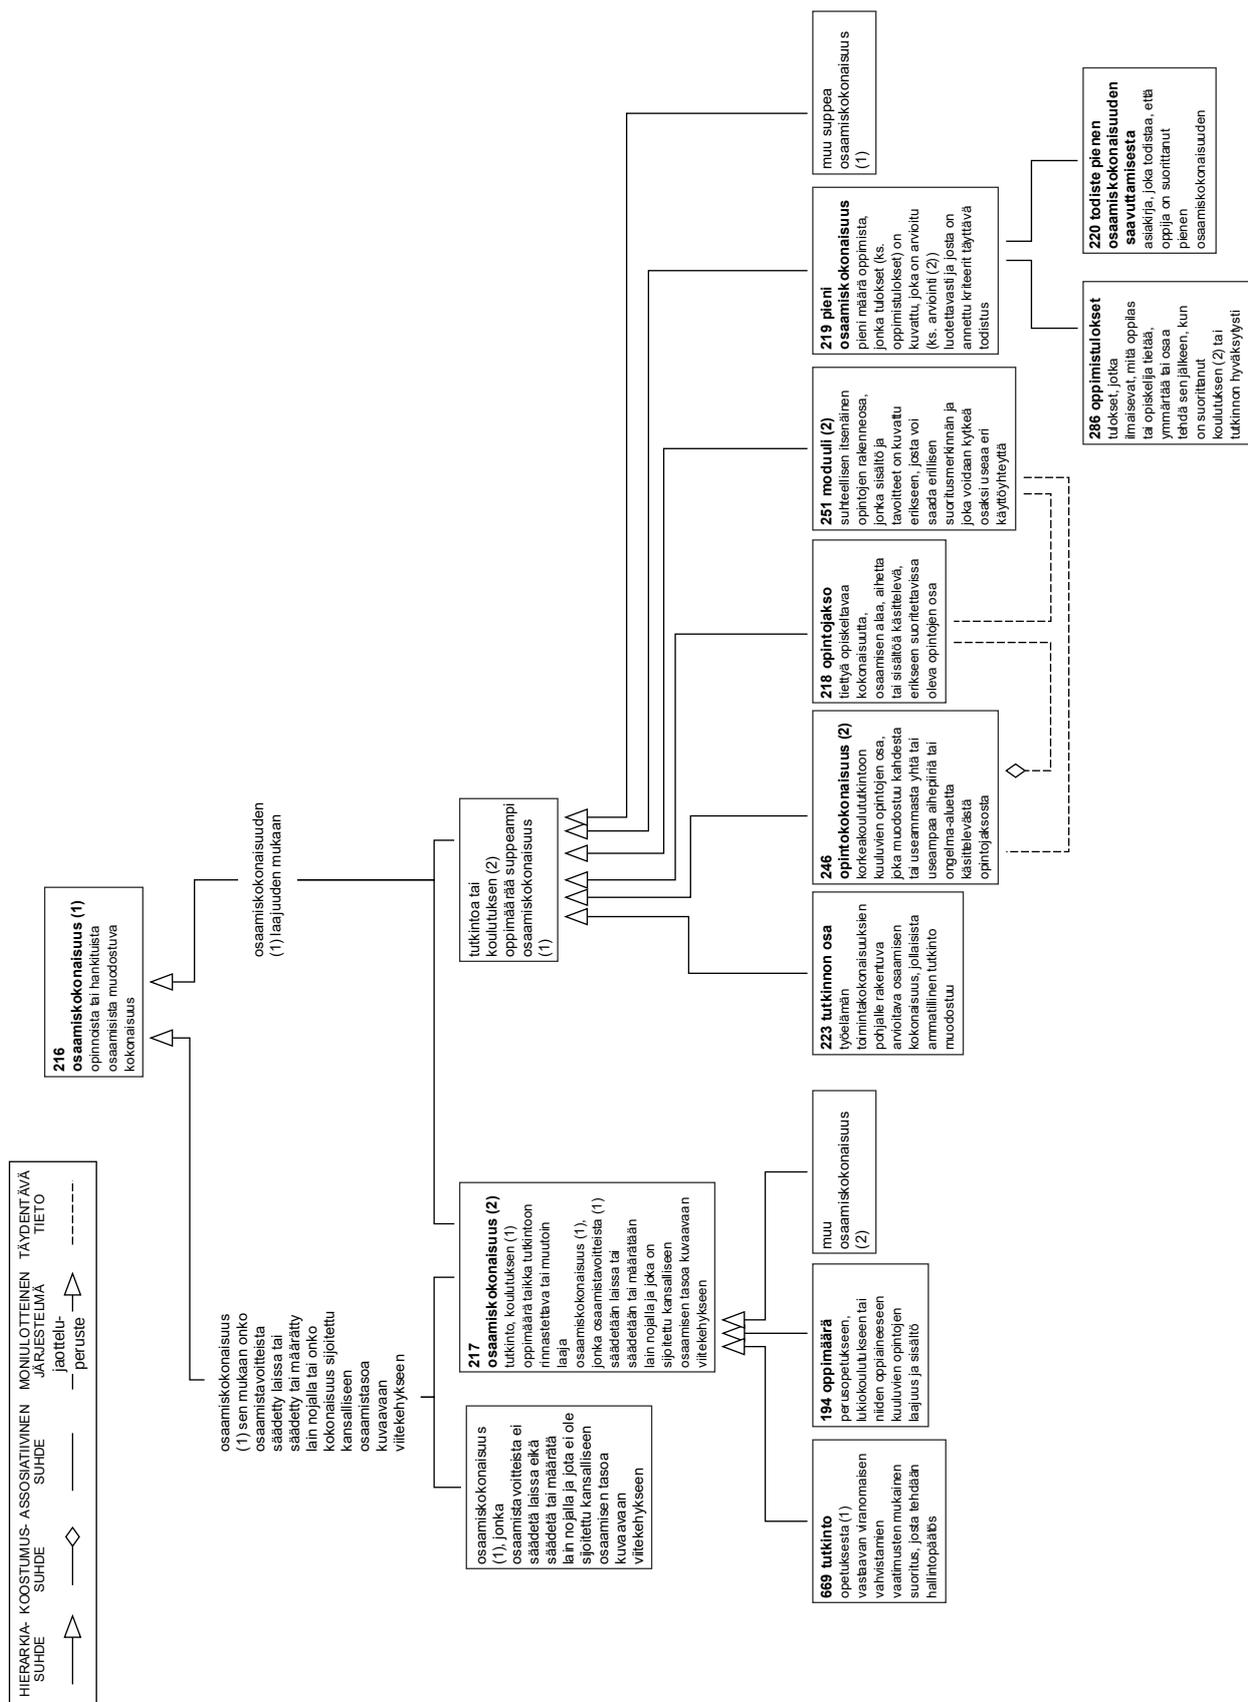 HIERARKIA-
SUHDE
KOOSTUMUS-
SUHDE
ASSOSIATIIVINEN
SUHDE
MONIULOTTEINEN
JÄRJESTELMÄ
jaottelu-
peruste
TÄYDENTÄVÄ
TIETO
216
osaamiskokonaisuus (1)
opinnoista tai hankituista
osaamisista muodostuva
kokonaisuus
osaamiskokonaisuus
(1) sen mukaan onko
osaamistavoitteista
säädetty laissa tai
säädetty tai määrätty
lain nojalla tai onko
kokonaisuus sijoitettu
kansalliseen
osaamistasoa
kuvaavaan
viitekehykseen
osaamiskokonaisuuden
(1) laajuuden mukaan
osaamiskokonaisuus
(1), jonka
osaamistavoitteista ei
säädetä laissa eikä
säädetä tai määrätä
lain nojalla ja jota ei ole
sijoitettu kansalliseen
osaamisen tasoa
kuvaavaan
viitekehykseen
217
osaamiskokonaisuus (2)
tutkinto, koulutuksen (1)
oppimäärä taikka tutkintoon
rinnastettava tai muutoin
laaja
osaamiskokonaisuus (1),
jonka osaamistavoitteista (1)
säädetään laissa tai
säädetään tai määrätään
lain nojalla ja joka on
sijoitettu kansalliseen
osaamisen tasoa kuvaavaan
viitekehykseen
tutkintoa tai
koulutuksen (2)
oppimäärää suppeampi
osaamiskokonaisuus
(1)
669 tutkinto
opetuksesta (1)
vastaavan viranomaisen
vahvistamien
vaatimusten mukainen
suoritus, josta tehdään
hallintopäätös
194 oppimäärä
perusopetukseen,
lukiokoulutukseen tai
niiden oppiaineeseen
kuuluvien opintojen
laajuus ja sisältö
muu
osaamiskokonaisuus
(2)
223 tutkinnon osa
työelämän
toimintakokonaisuuksien
pohjalle rakentuva
arvioitava osaamisen
kokonaisuus, jollaisista
ammatillinen tutkinto
muodostuu
246
opintokokonaisuus (2)
korkeakoulututkintoon
kuuluvien opintojen osa,
joka muodostuu kahdesta
tai useammasta yhtä tai
useampaa aihepiiriä tai
ongelma-aluetta
käsittelevästä
opintojaksosta
218 opintojakso
tiettyä opiskeltavaa
kokonaisuutta,
osaamisen alaa, aihetta
tai sisältöä käsittelevä,
erikseen suoritettavissa
oleva opintojen osa
251 moduuli (2)
suhteellisen itsenäinen
opintojen rakenneosa,
jonka sisältö ja
tavoitteet on kuvattu
erikseen, josta voi
saada erillisen
suoritusmerkinnän ja
joka voidaan kytkeä
osaksi useaa eri
käyttöyhteyttä
219 pieni
osaamiskokonaisuus
pieni määrä oppimista,
jonka tulokset (ks.
oppimistulokset) on
kuvattu, joka on arvioitu
(ks. arviointi (2))
luotettavasti ja josta on
annettu kriteerit täyttävä
todistus
muu suppea
osaamiskokonaisuus
(1)
286 oppimistulokset
tulokset, jotka
ilmaisevat, mitä oppilas
tai opiskelija tietää,
ymmärtää tai osaa
tehdä sen jälkeen, kun
on suorittanut
koulutuksen (2) tai
tutkinnon hyväksytysti
220 todiste pienen
osaamiskokonaisuuden
saavuttamisesta
asiakirja, joka todistaa, että
oppija on suorittanut
pienen
osaamiskokonaisuuden